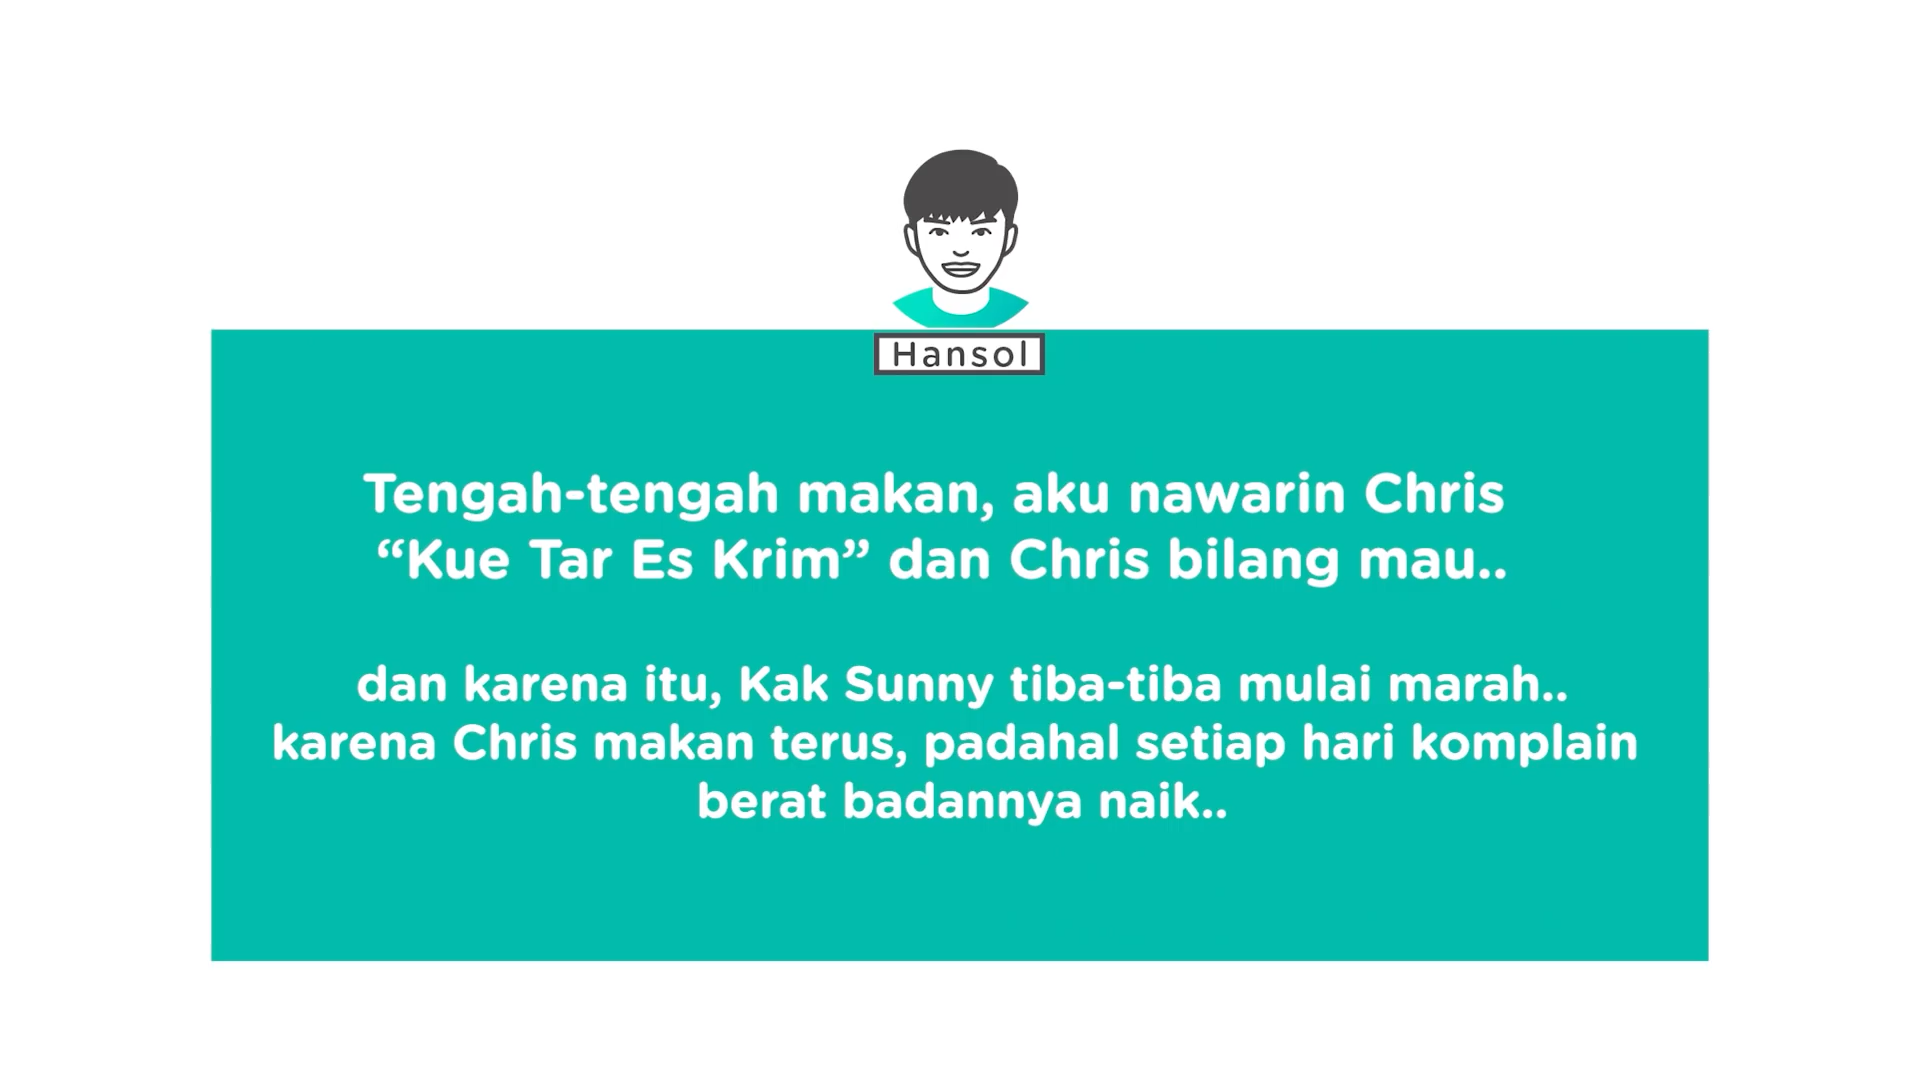 Hansol
Tengah-tengah makan, aku nawarin Chris
“Kue Tar Es Krim” dan Chris bilang mau..
dan karena itu, Kak Sunny tiba-tiba mulai marah..
karena Chris makan terus, padahal setiap hari komplain
berat badannya naik..